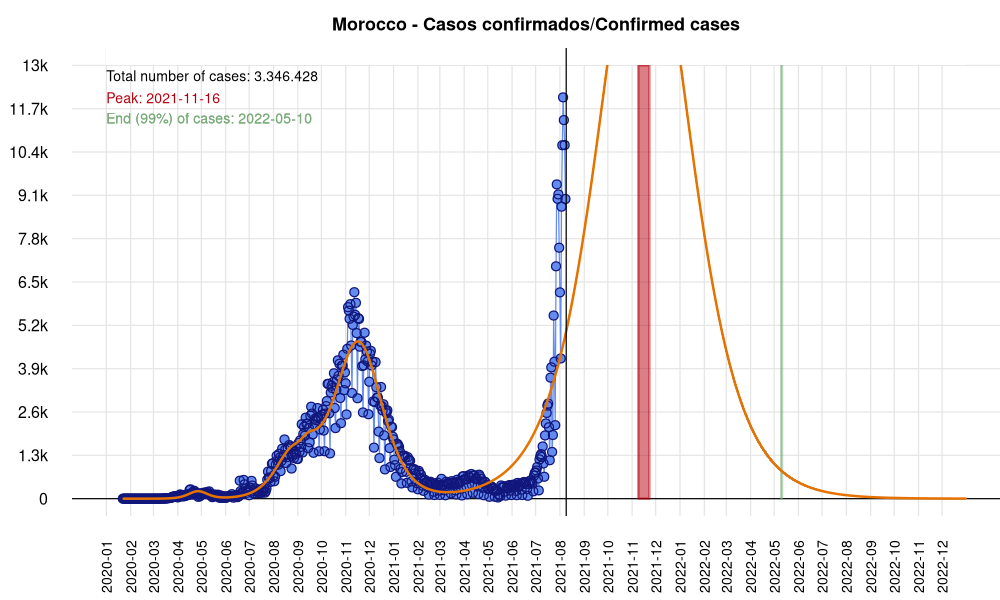 Morocco - Casos confirmados/Confirmed cases
Total number of cases: 3.346.428
Peak: 2021-11-16
End (99%) of cases: 2022-05-10
13k
11.7k
10.4k
9.1k
7.8k
6.5k
5.2k
3.9k
2.6k
1.3k
0
2020-01
2020-02
2020-03
2020-04
2020-05
2020-06
2020-07
2020-08
2020-09
2020-10
2020-11
2020-12
2021-01
2021-02
2021-03
2021-04
2021-05
2021-06
2021-07
2021-08
2021-09
2021-10
2021-11
2021-12
2022-01
2022-02
2022-03
2022-04
2022-05
2022-06
2022-07
2022-08
2022-09
2022-10
2022-11
2022-12